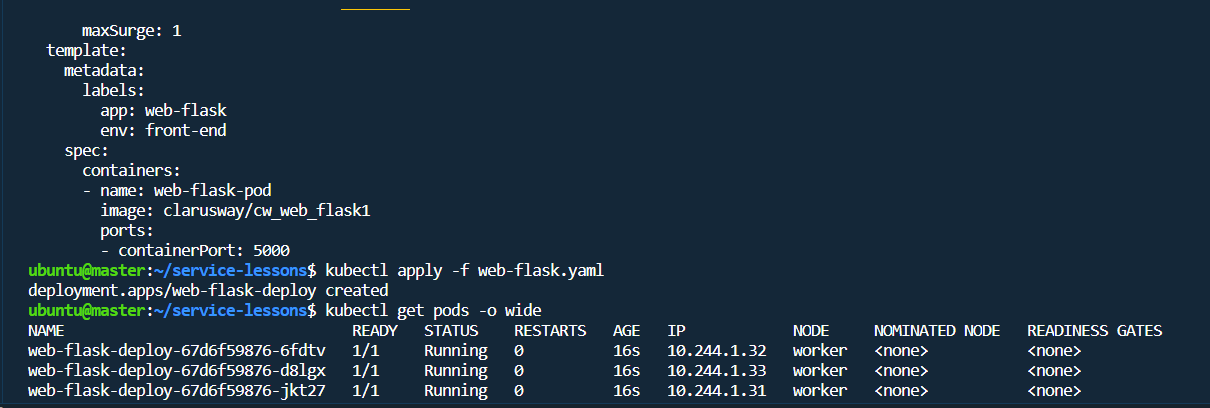 maxSurge: 1
  template:
    metadata:
      labels:
        app: web-flask
        env: front-end
    spec:
      containers:
      - name: web-flask-pod
        image: clarusway/cw_web_flask1
        ports:
        - containerPort: 5000
ubuntu@master:~/service-lessons$ kubectl apply -f web-flask.yaml
deployment.apps/web-flask-deploy created
ubuntu@master:~/service-lessons$ kubectl get pods -o wide
NAME                                READY   STATUS    RESTARTS   AGE   IP            NODE     NOMINATED NODE   READINESS GATES
web-flask-deploy-67d6f59876-6fdtv   1/1     Running   0          16s   10.244.1.32   worker   <none>           <none>
web-flask-deploy-67d6f59876-d8lgx   1/1     Running   0          16s   10.244.1.33   worker   <none>           <none>
web-flask-deploy-67d6f59876-jkt27   1/1     Running   0          16s   10.244.1.31   worker   <none>           <none>